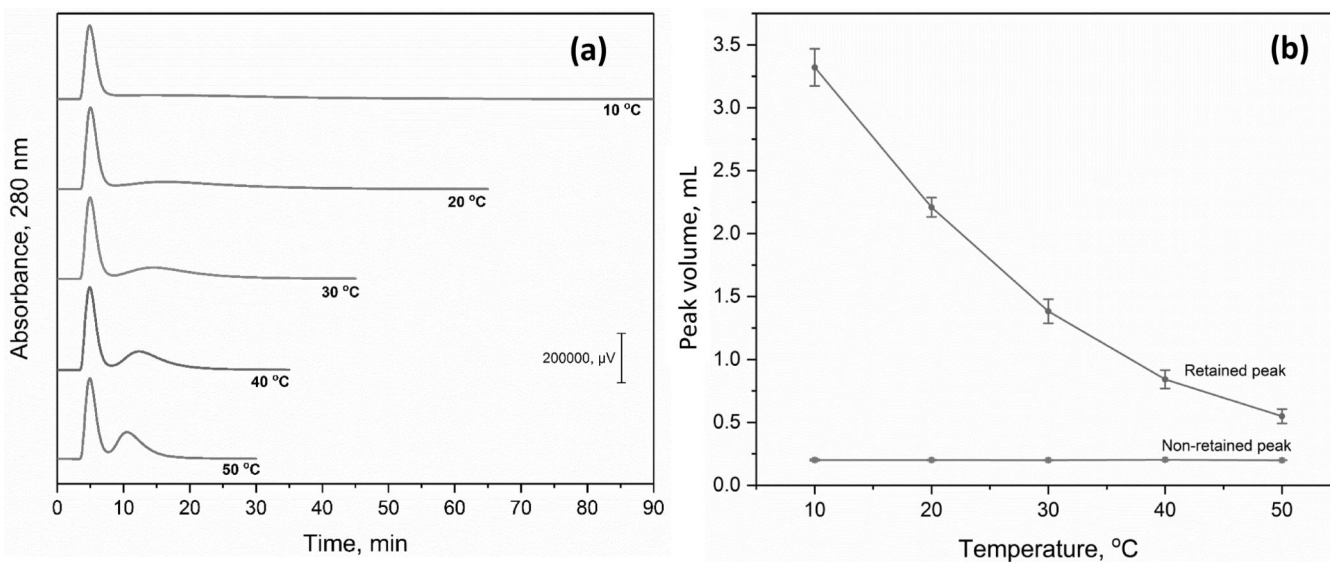 (a)
Absorbance, 280 nm
10 °C
20 °C
30 °C
40 °C
50 °C
200000, µV
0 10 20 30 40 50 60 70 80 90
Time, min
(b)
Peak volume, mL
3.5
3.0
2.5
2.0
1.5
1.0
0.5
0.0
Retained peak
Non-retained peak
10 20 30 40 50
Temperature, °C